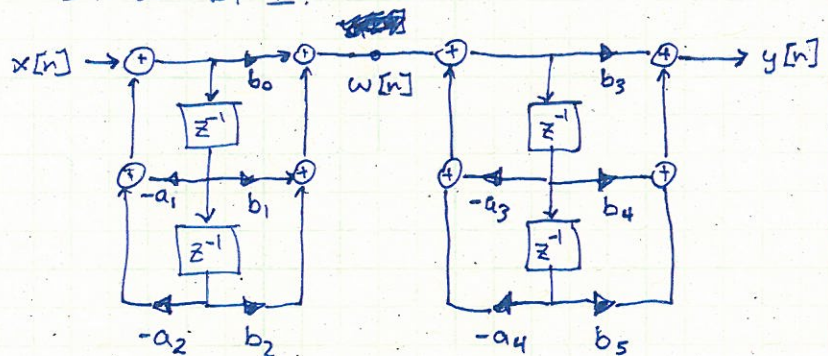 x[n] + b₀ + w[n] + b₃ + y[n]
z⁻¹ z⁻¹
+ -a₁ b₁ + + -a₃ b₄ +
z⁻¹ z⁻¹
-a₂ b₂ -a₄ b₅